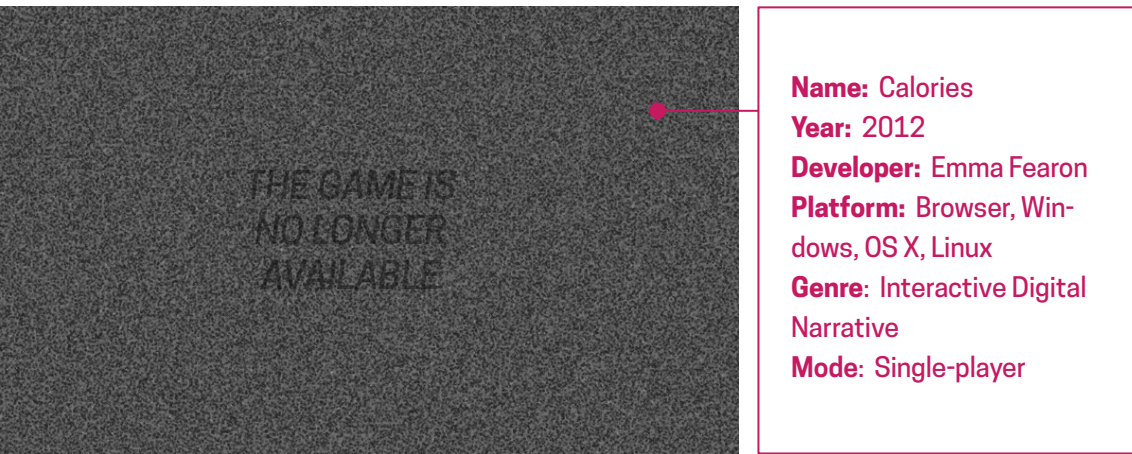 THE GAME IS
NO LONGER
AVAILABLE
Name: Calories
Year: 2012
Developer: Emma Fearon
Platform: Browser, Win-
dows, OS X, Linux
Genre: Interactive Digital
Narrative
Mode: Single-player